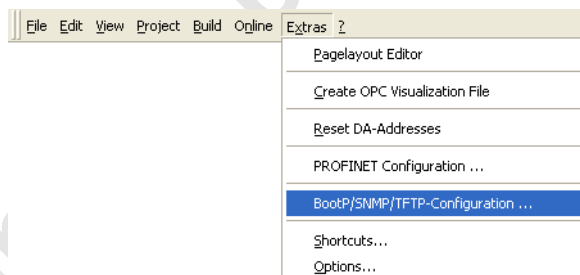 File Edit View Project Build Online Extras ?
Pagelayout Editor
Create OPC Visualization File
Reset DA-Addresses
PROFINET Configuration ...
BootP/SNMP/TFTP-Configuration ...
Shortcuts...
Options...